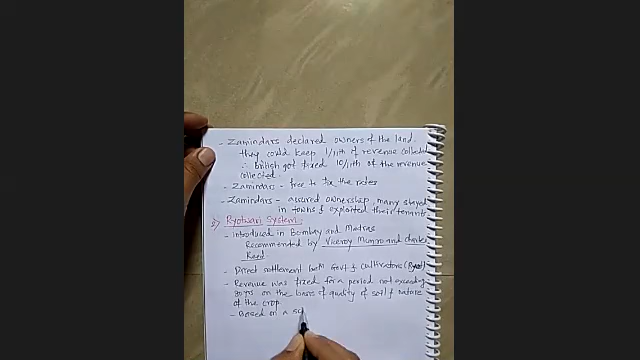 - Zamindars declared owners of the land.
they could keep 1/11th of revenue collected
∴ British got fixed 10/11th of the revenue
collected.
- Zamindars - free to fix the rates
- Zamindars - assured ownership, many stayed
in towns & exploited their tenants.
Ryotwari System:
- Introduced in Bombay and Madras
Recommended by Viceroy Munro and Charles
Reed.
- Direct settlement betn Govt & cultivators (Ryot)
- Revenue was fixed for a period not exceeding
30yrs on the basis of quality of soil & nature
of the crop.
- Based on a sci